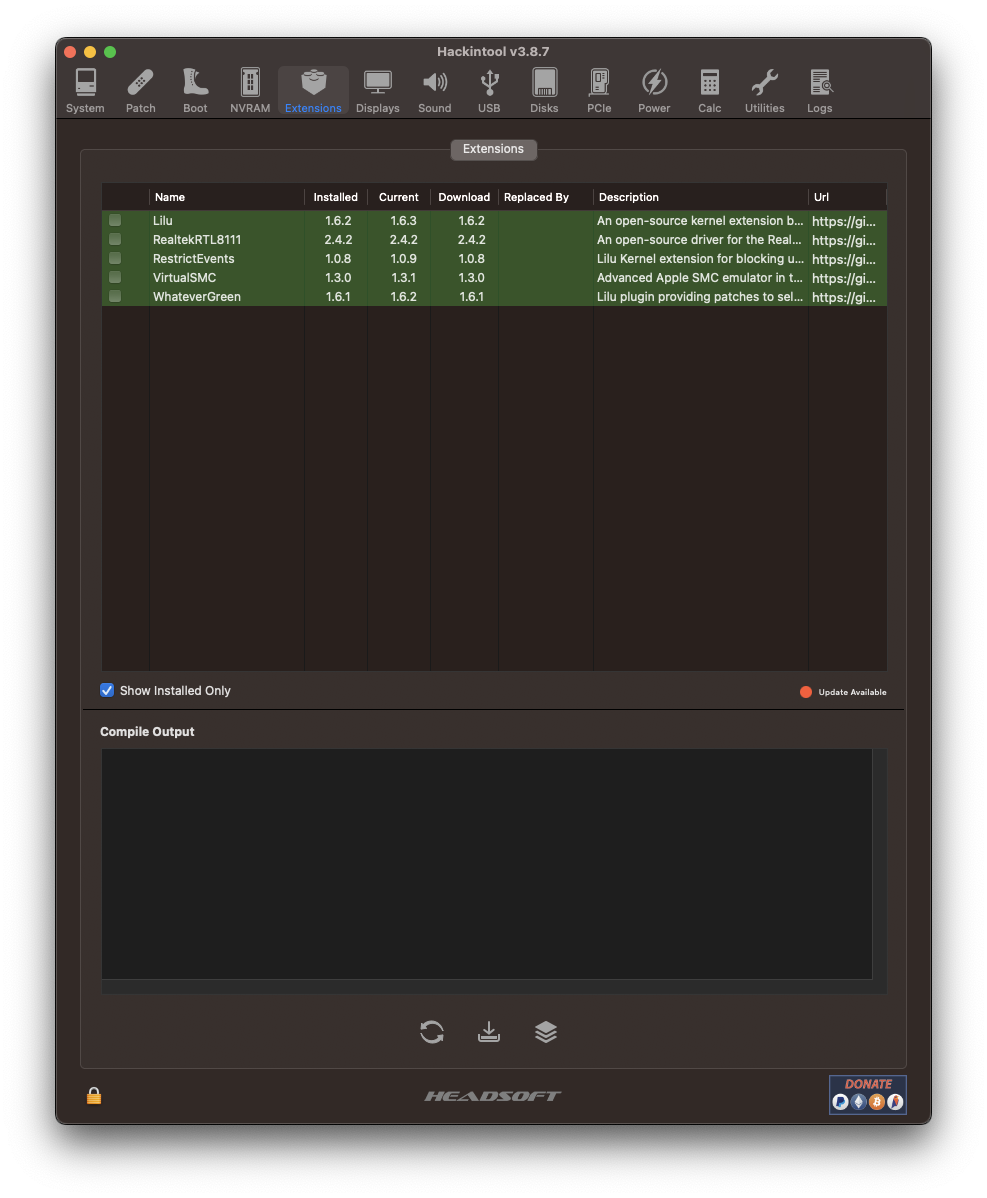 Hackintool v3.8.7
System Patch Boot NVRAM Extensions Displays Sound USB Disks PCIe Power Calc Utilities Logs
Extensions
Name Installed Current Download Replaced By Description Url
Lilu 1.6.2 1.6.3 1.6.2 An open-source kernel extension b... https://gi...
RealtekRTL8111 2.4.2 2.4.2 2.4.2 An open-source driver for the Real... https://gi...
RestrictEvents 1.0.8 1.0.9 1.0.8 Lilu Kernel extension for blocking u... https://gi...
VirtualSMC 1.3.0 1.3.1 1.3.0 Advanced Apple SMC emulator in t... https://gi...
WhateverGreen 1.6.1 1.6.2 1.6.1 Lilu plugin providing patches to sel... https://gi...
Show Installed Only Update Available
Compile Output
HEADSOFT
DONATE